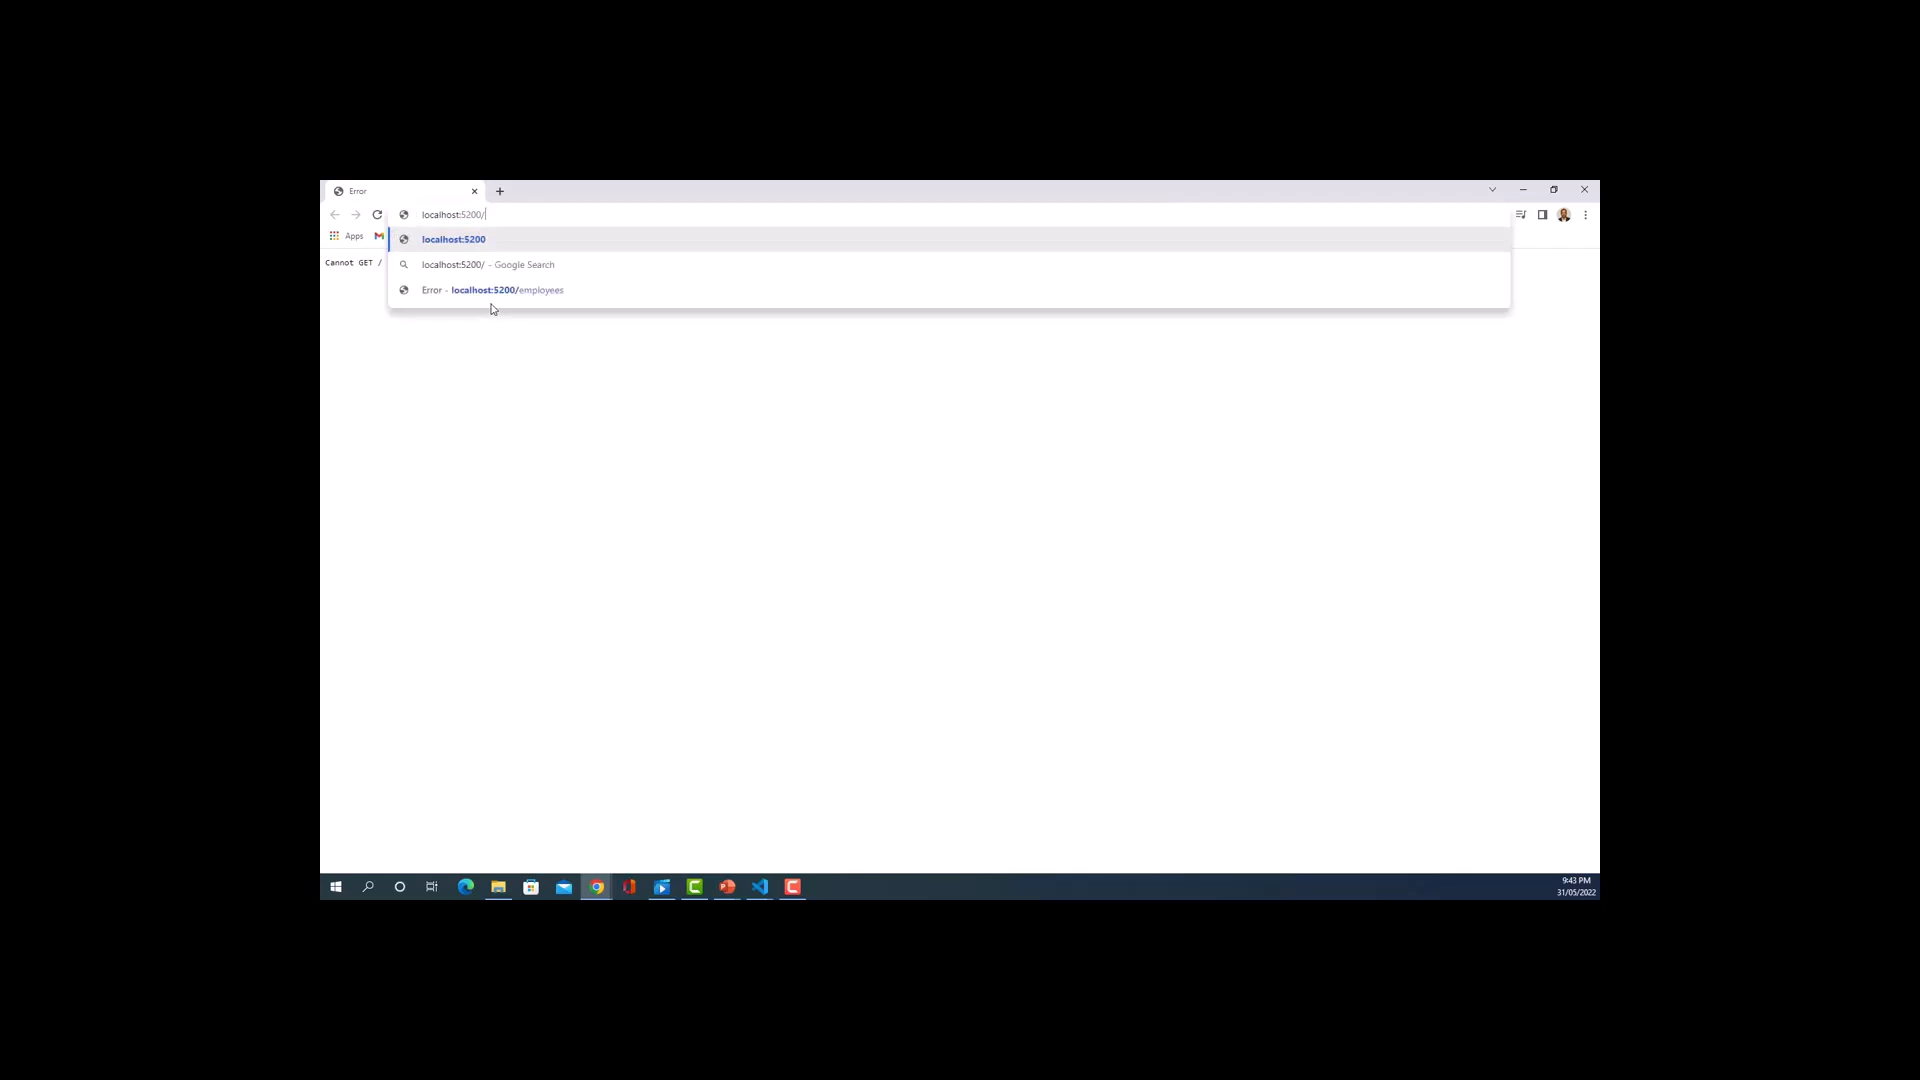 Error
localhost:5200/
Apps
localhost:5200
localhost:5200/ - Google Search
Error - localhost:5200/employees
Cannot GET /
9:43 PM
31/05/2022